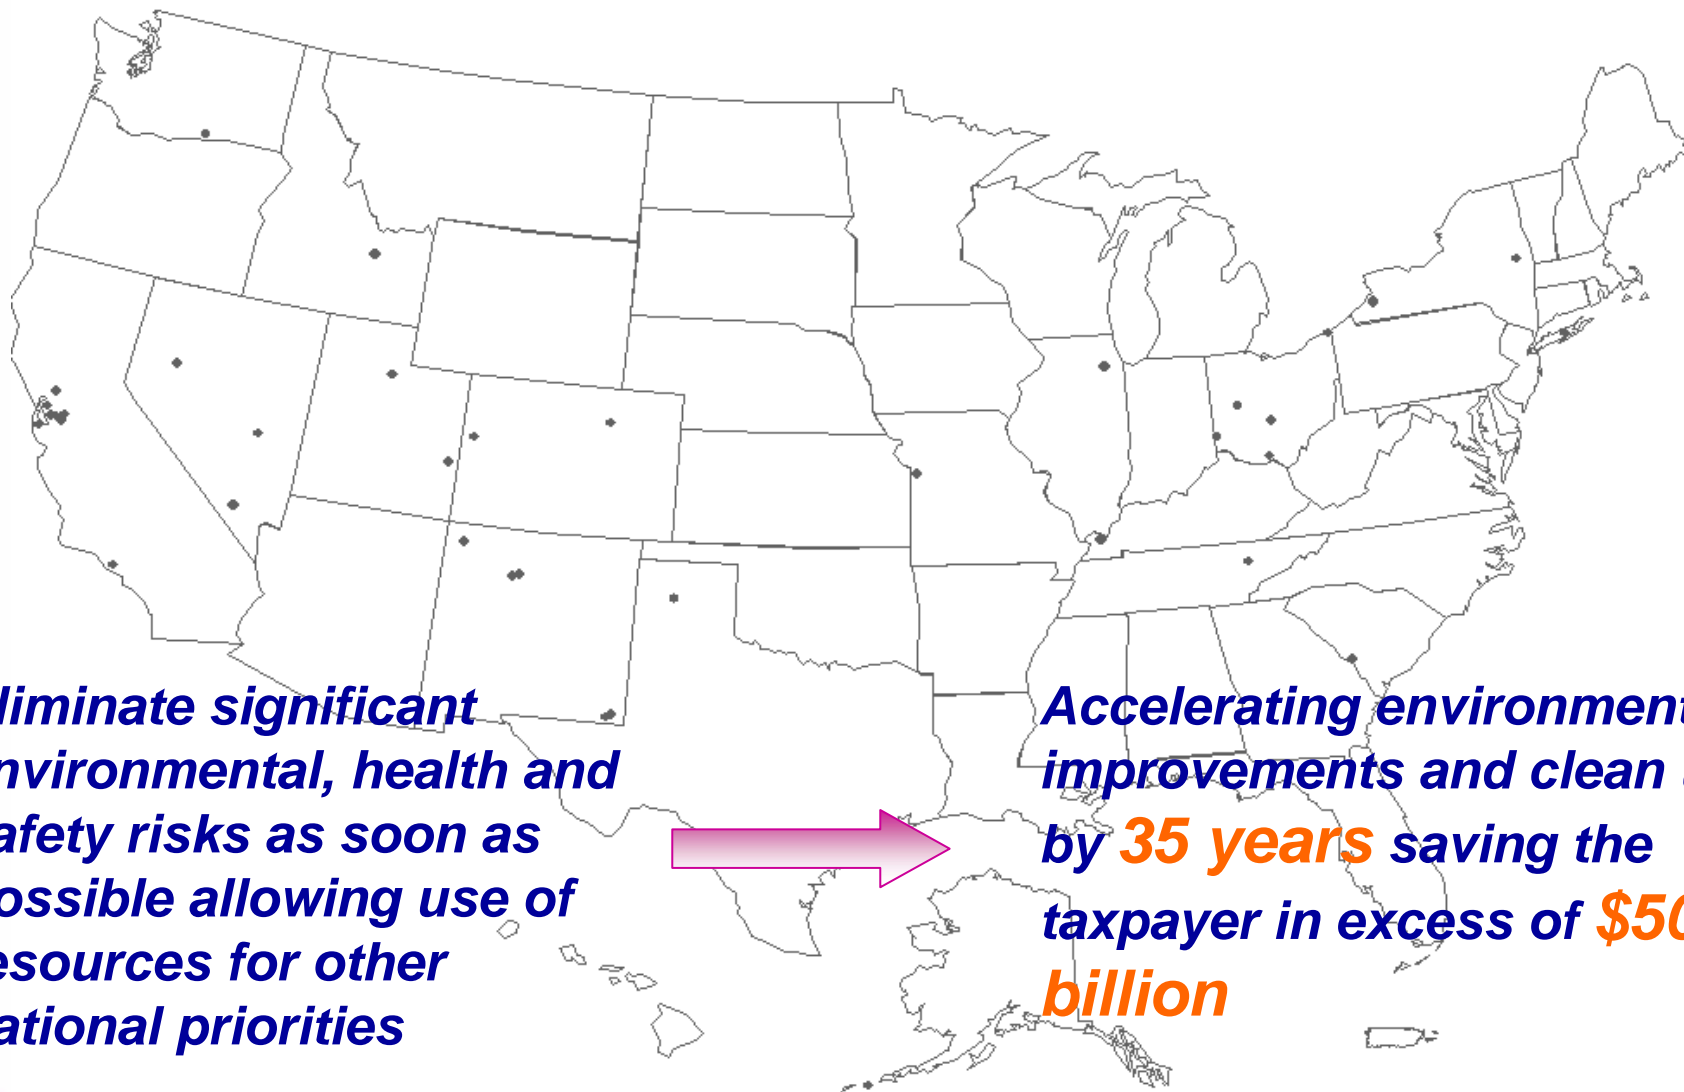 liminate significant
nvironmental, health and
afety risks as soon as
ossible allowing use of
esources for other
ational priorities
Accelerating environment
improvements and clean
by 35 years saving the
taxpayer in excess of $50
billion